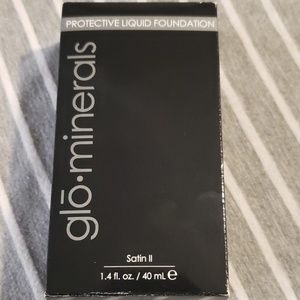 PROTECTIVE LIQUID FOUNDATION
glō·minerals
Satin II
1.4 fl. oz. / 40 mL ℮